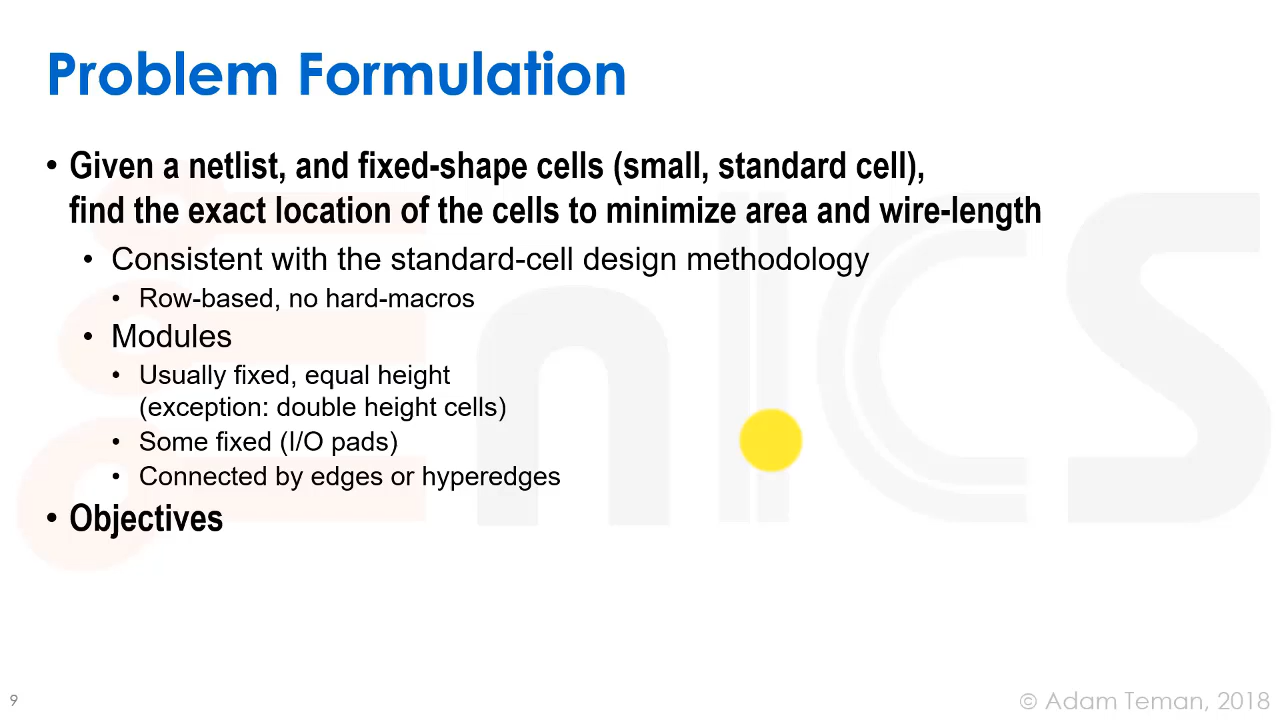 Problem Formulation
• Given a netlist, and fixed-shape cells (small, standard cell),
find the exact location of the cells to minimize area and wire-length
• Consistent with the standard-cell design methodology
• Row-based, no hard-macros
• Modules
• Usually fixed, equal height
(exception: double height cells)
• Some fixed (I/O pads)
• Connected by edges or hyperedges
• Objectives
EnICS
9
© Adam Teman, 2018